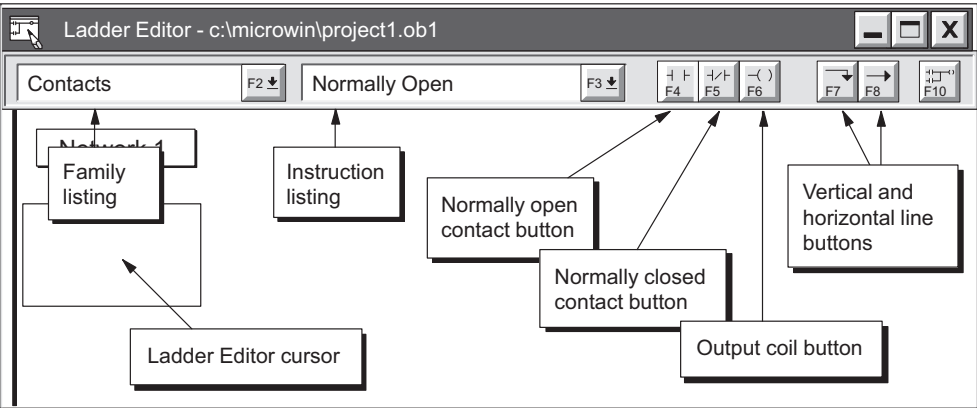 Ladder Editor - c:\microwin\project1.ob1
X
Contacts
F2
Normally Open
F3
F4
F5
F6
F7
F8
F10
Network 1
Family
listing
Instruction
listing
Normally open
contact button
Normally closed
contact button
Vertical and
horizontal line
buttons
Ladder Editor cursor
Output coil button